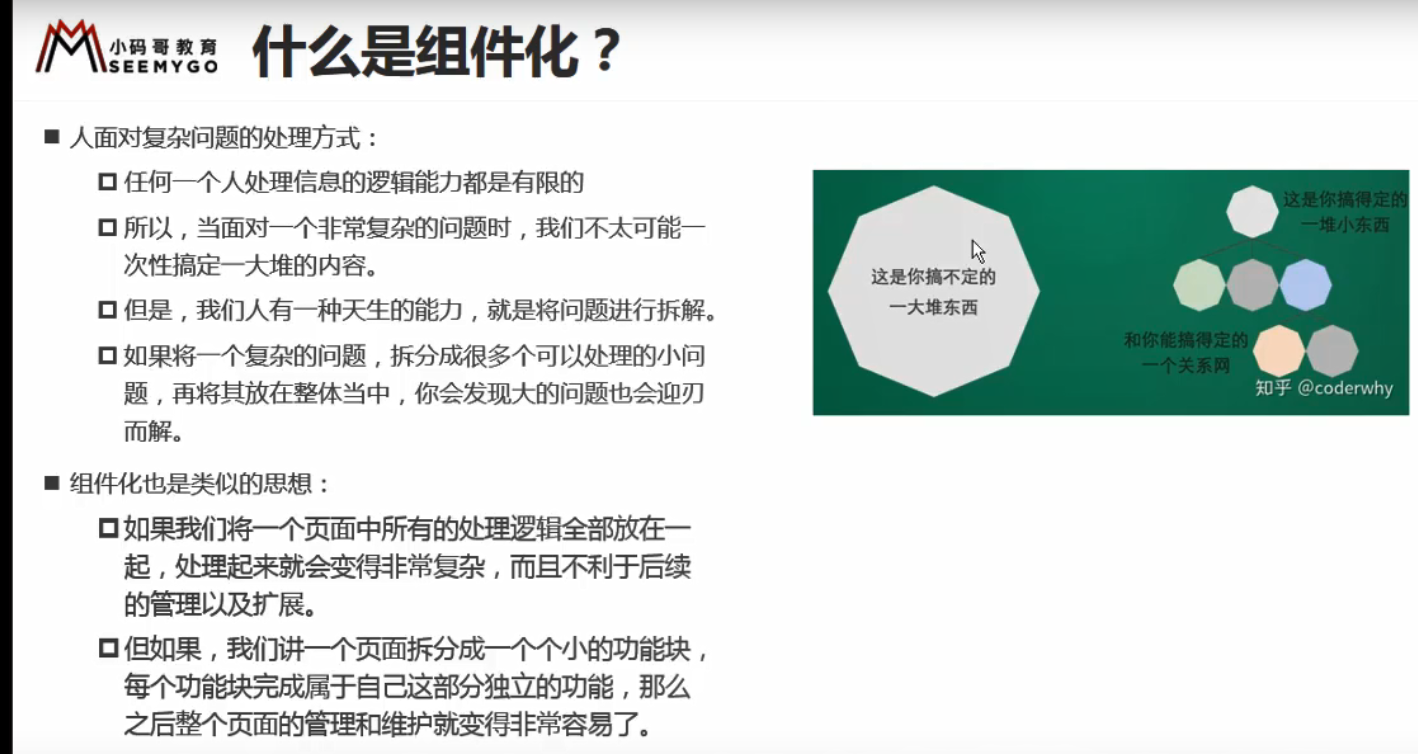 小码哥教育
SEEMYGO
什么是组件化？
人面对复杂问题的处理方式：
任何一个人处理信息的逻辑能力都是有限的
所以，当面对一个非常复杂的问题时，我们不太可能一
次性搞定一大堆的内容。
但是，我们人有一种天生的能力，就是将问题进行拆解。
如果将一个复杂的问题，拆分成很多个可以处理的小问
题，再将其放在整体当中，你会发现大的问题也会迎刃
而解。
组件化也是类似的思想：
如果我们将一个页面中所有的处理逻辑全部放在一
起，处理起来就会变得非常复杂，而且不利于后续
的管理以及扩展。
但如果，我们讲一个页面拆分成一个个小的功能块，
每个功能块完成属于自己这部分独立的功能，那么
之后整个页面的管理和维护就变得非常容易了。
这是你搞不定的
一大堆东西
这是你搞得定的
一堆小东西
和你能搞得定的
一个关系网
知乎 @coderwhy